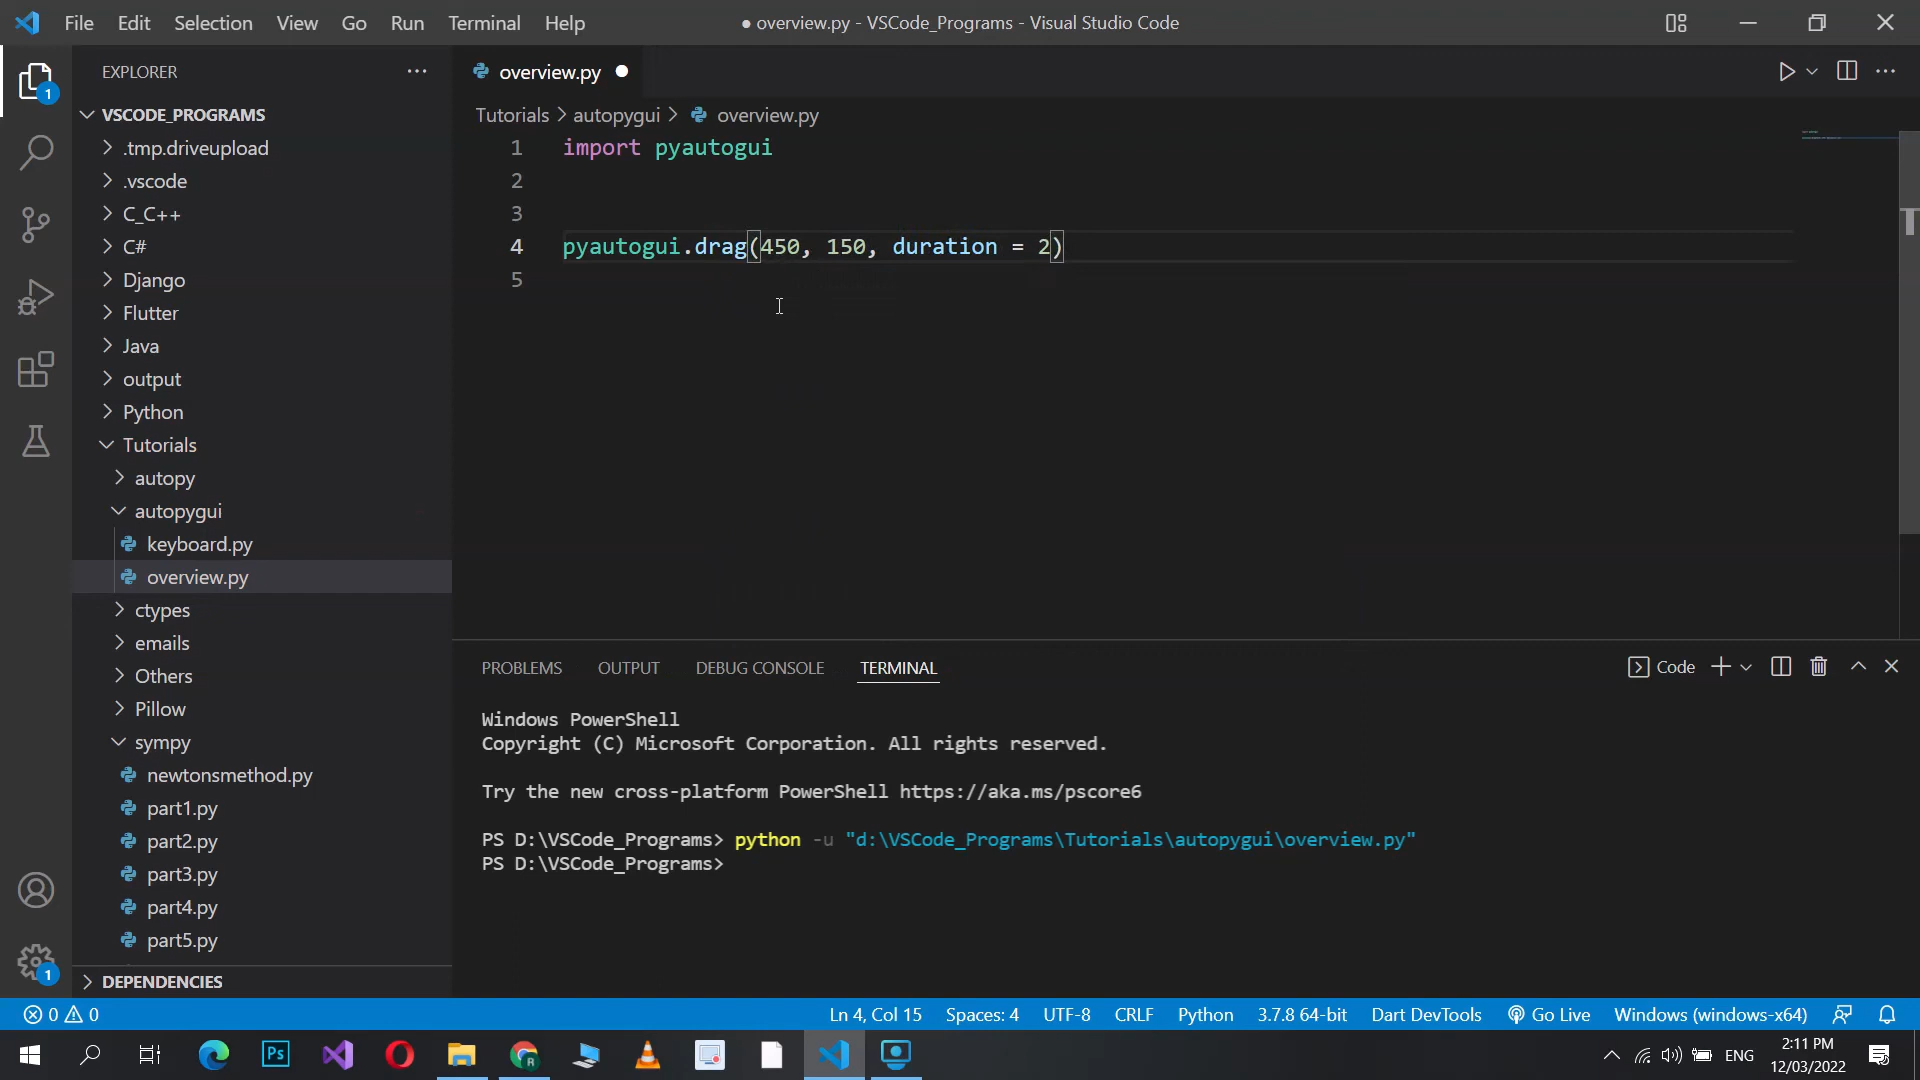 File Edit Selection View Go Run Terminal Help
● overview.py - VSCode_Programs - Visual Studio Code
EXPLORER
1
VSCODE_PROGRAMS
.tmp.driveupload
.vscode
C_C++
C#
Django
Flutter
Java
output
Python
Tutorials
autopy
autopygui
keyboard.py
overview.py
ctypes
emails
Others
Pillow
sympy
newtonsmethod.py
part1.py
part2.py
part3.py
part4.py
part5.py
1
DEPENDENCIES
overview.py
Tutorials > autopygui > overview.py
1 import pyautogui
2
3
4 pyautogui.drag(450, 150, duration = 2)
5
PROBLEMS OUTPUT DEBUG CONSOLE TERMINAL
Code
Windows PowerShell
Copyright (C) Microsoft Corporation. All rights reserved.
Try the new cross-platform PowerShell https://aka.ms/pscore6
PS D:\VSCode_Programs> python -u "d:\VSCode_Programs\Tutorials\autopygui\overview.py"
PS D:\VSCode_Programs>
0 0
Ln 4, Col 15 Spaces: 4 UTF-8 CRLF Python 3.7.8 64-bit Dart DevTools Go Live Windows (windows-x64)
Ps
R
ENG
2:11 PM
12/03/2022